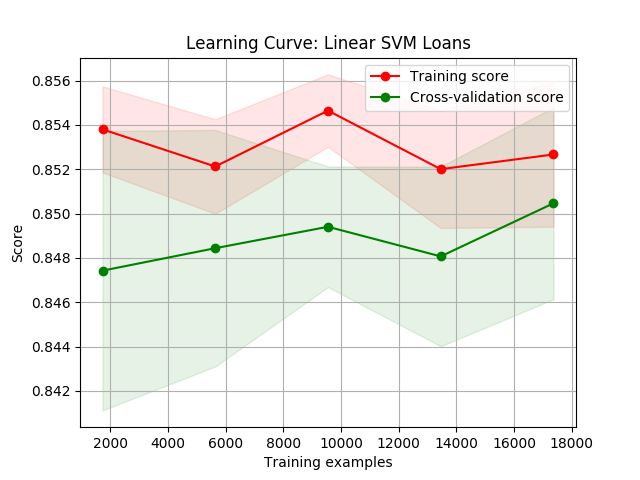 Learning Curve: Linear SVM Loans
Training score
Cross-validation score
0.856
0.854
0.852
0.850
0.848
0.846
0.844
0.842
Score
2000 4000 6000 8000 10000 12000 14000 16000 18000
Training examples